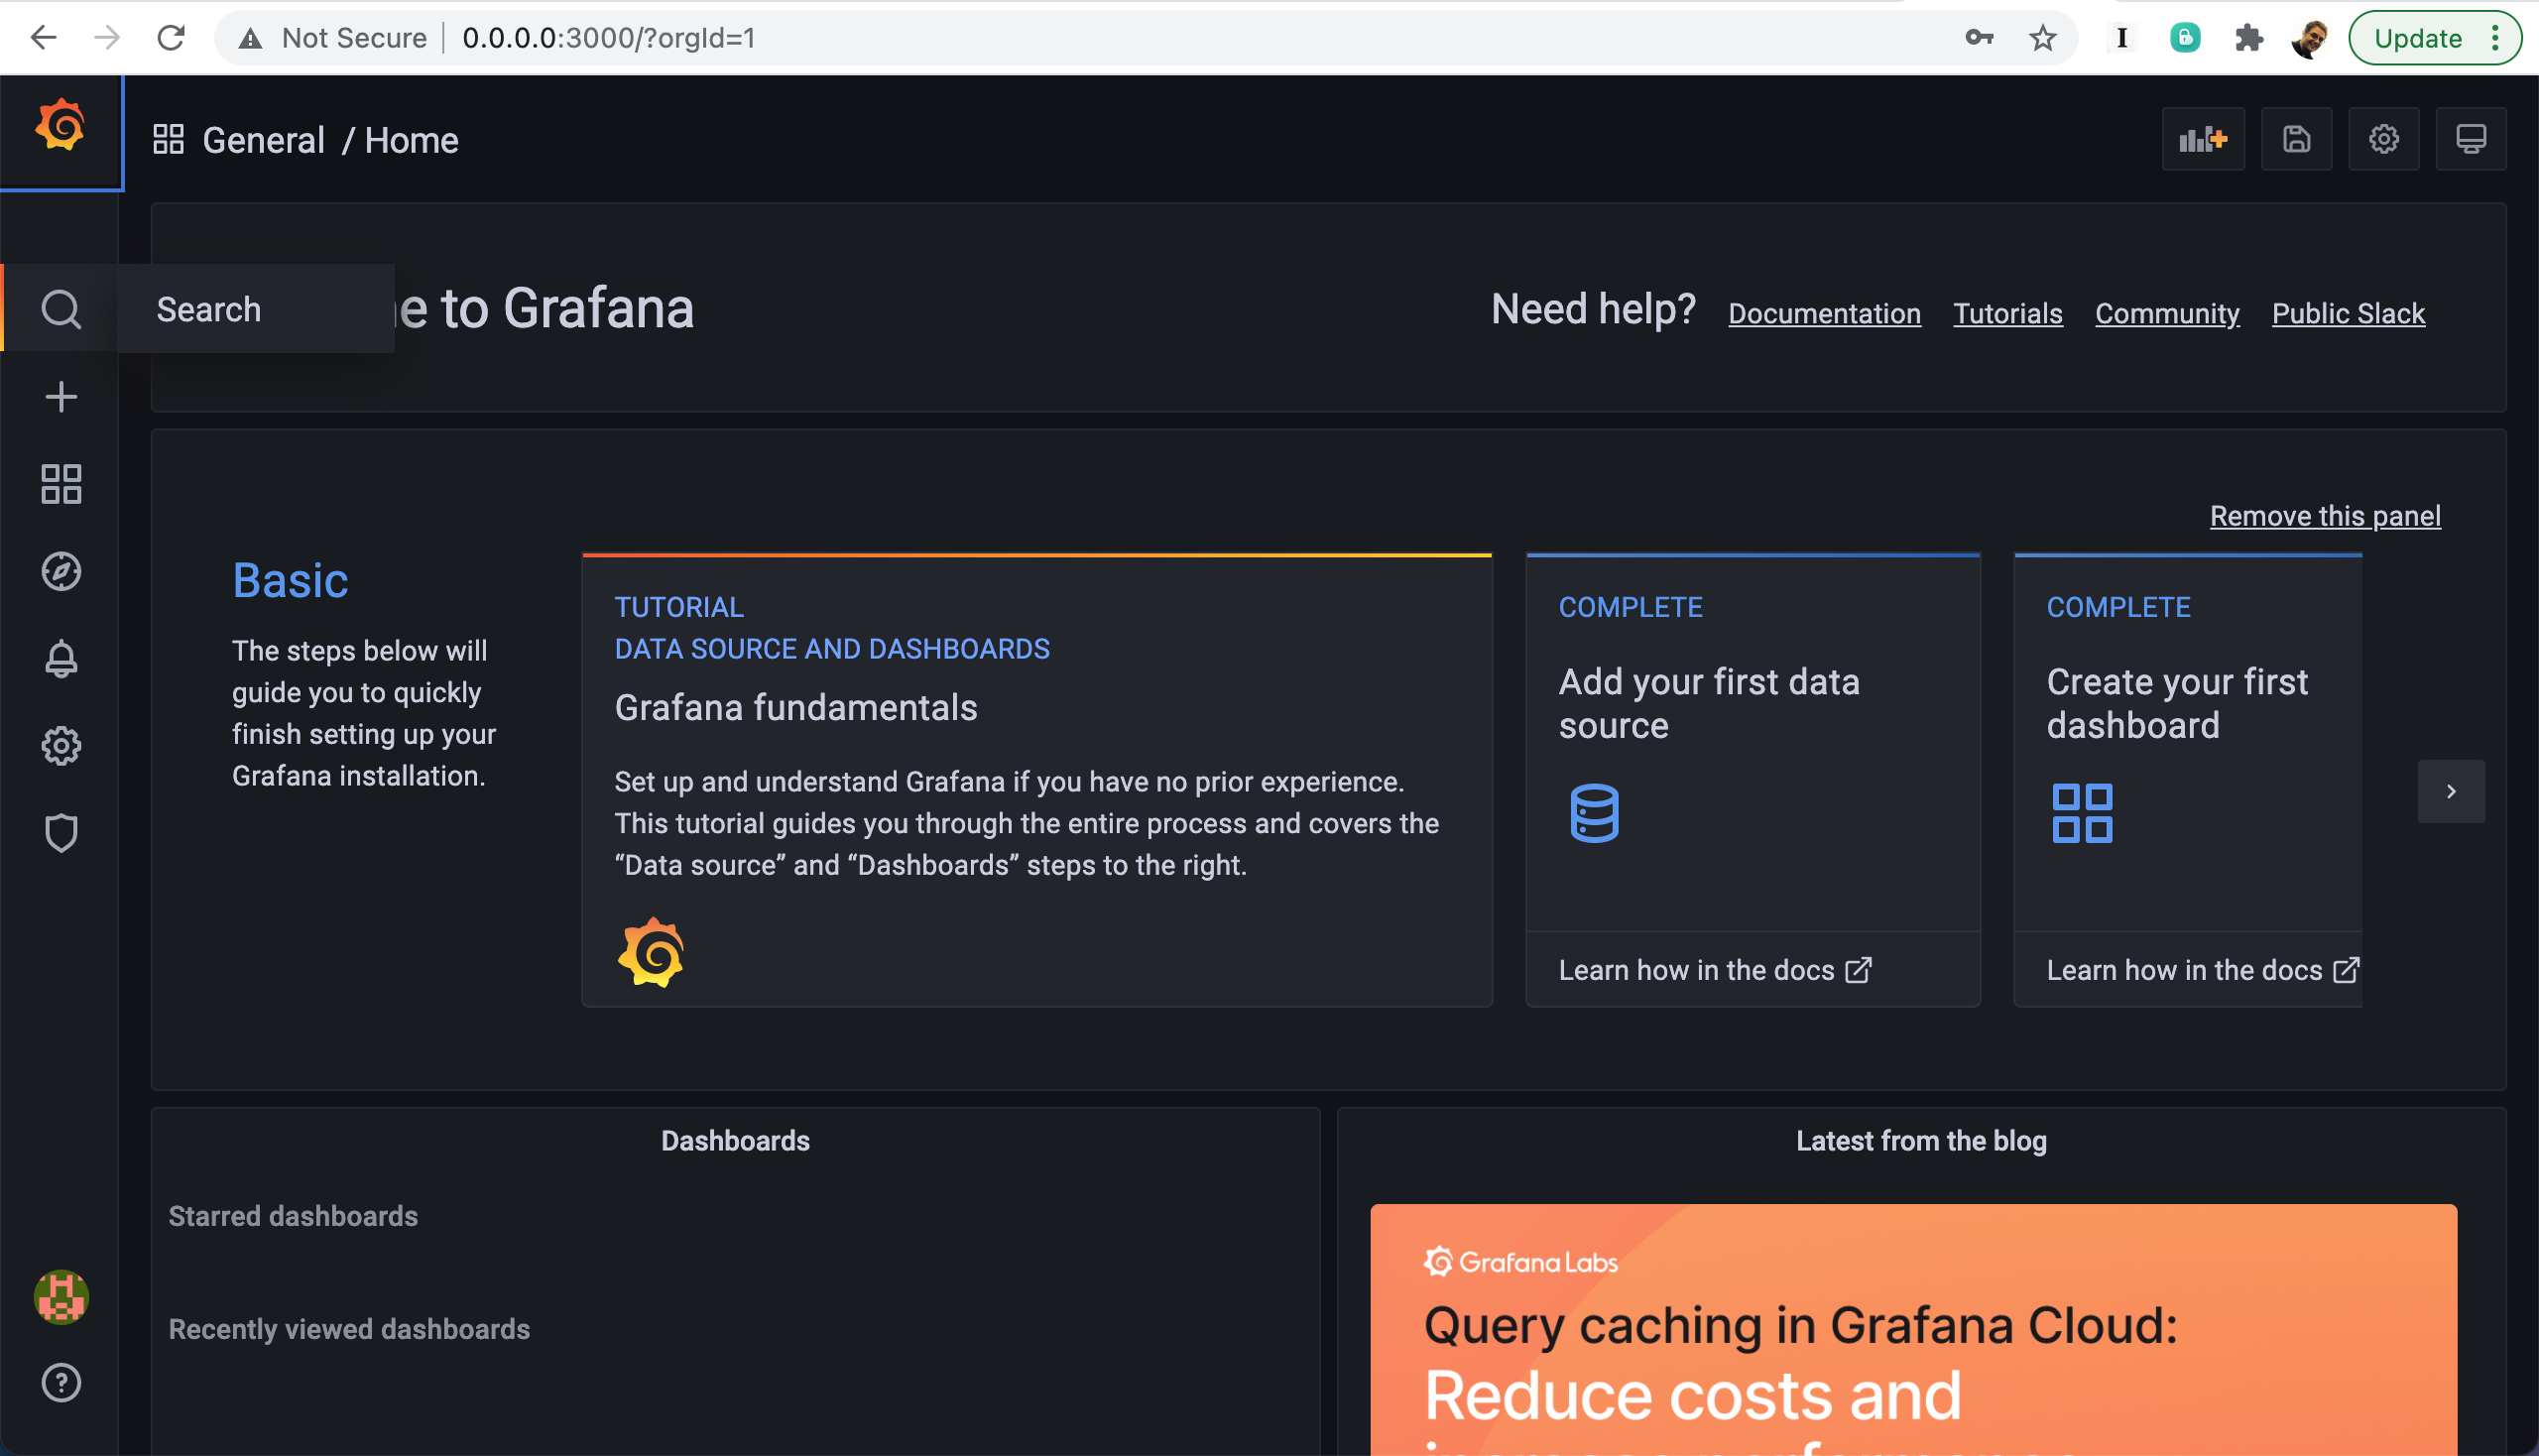 Not Secure
0.0.0.0:3000/?orgId=1
Update
General / Home
Search
e to Grafana
Need help?
Documentation
Tutorials
Community
Public Slack
Remove this panel
Basic
The steps below will
guide you to quickly
finish setting up your
Grafana installation.
TUTORIAL
DATA SOURCE AND DASHBOARDS
Grafana fundamentals
Set up and understand Grafana if you have no prior experience.
This tutorial guides you through the entire process and covers the
“Data source” and “Dashboards” steps to the right.
COMPLETE
Add your first data
source
Learn how in the docs
COMPLETE
Create your first
dashboard
Learn how in the docs
Dashboards
Starred dashboards
Recently viewed dashboards
Latest from the blog
Grafana Labs
Query caching in Grafana Cloud:
Reduce costs and